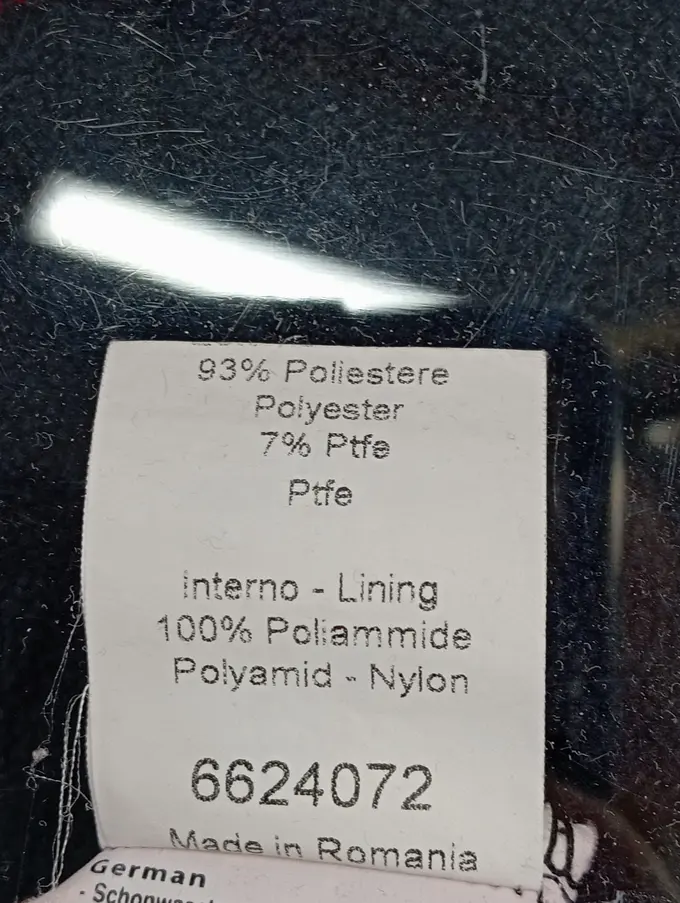 93% Poliestere
Polyester
7% Ptfe
Ptfe
Interno - Lining
100% Poliammide
Polyamid - Nylon
6624072
Made in Romania
German